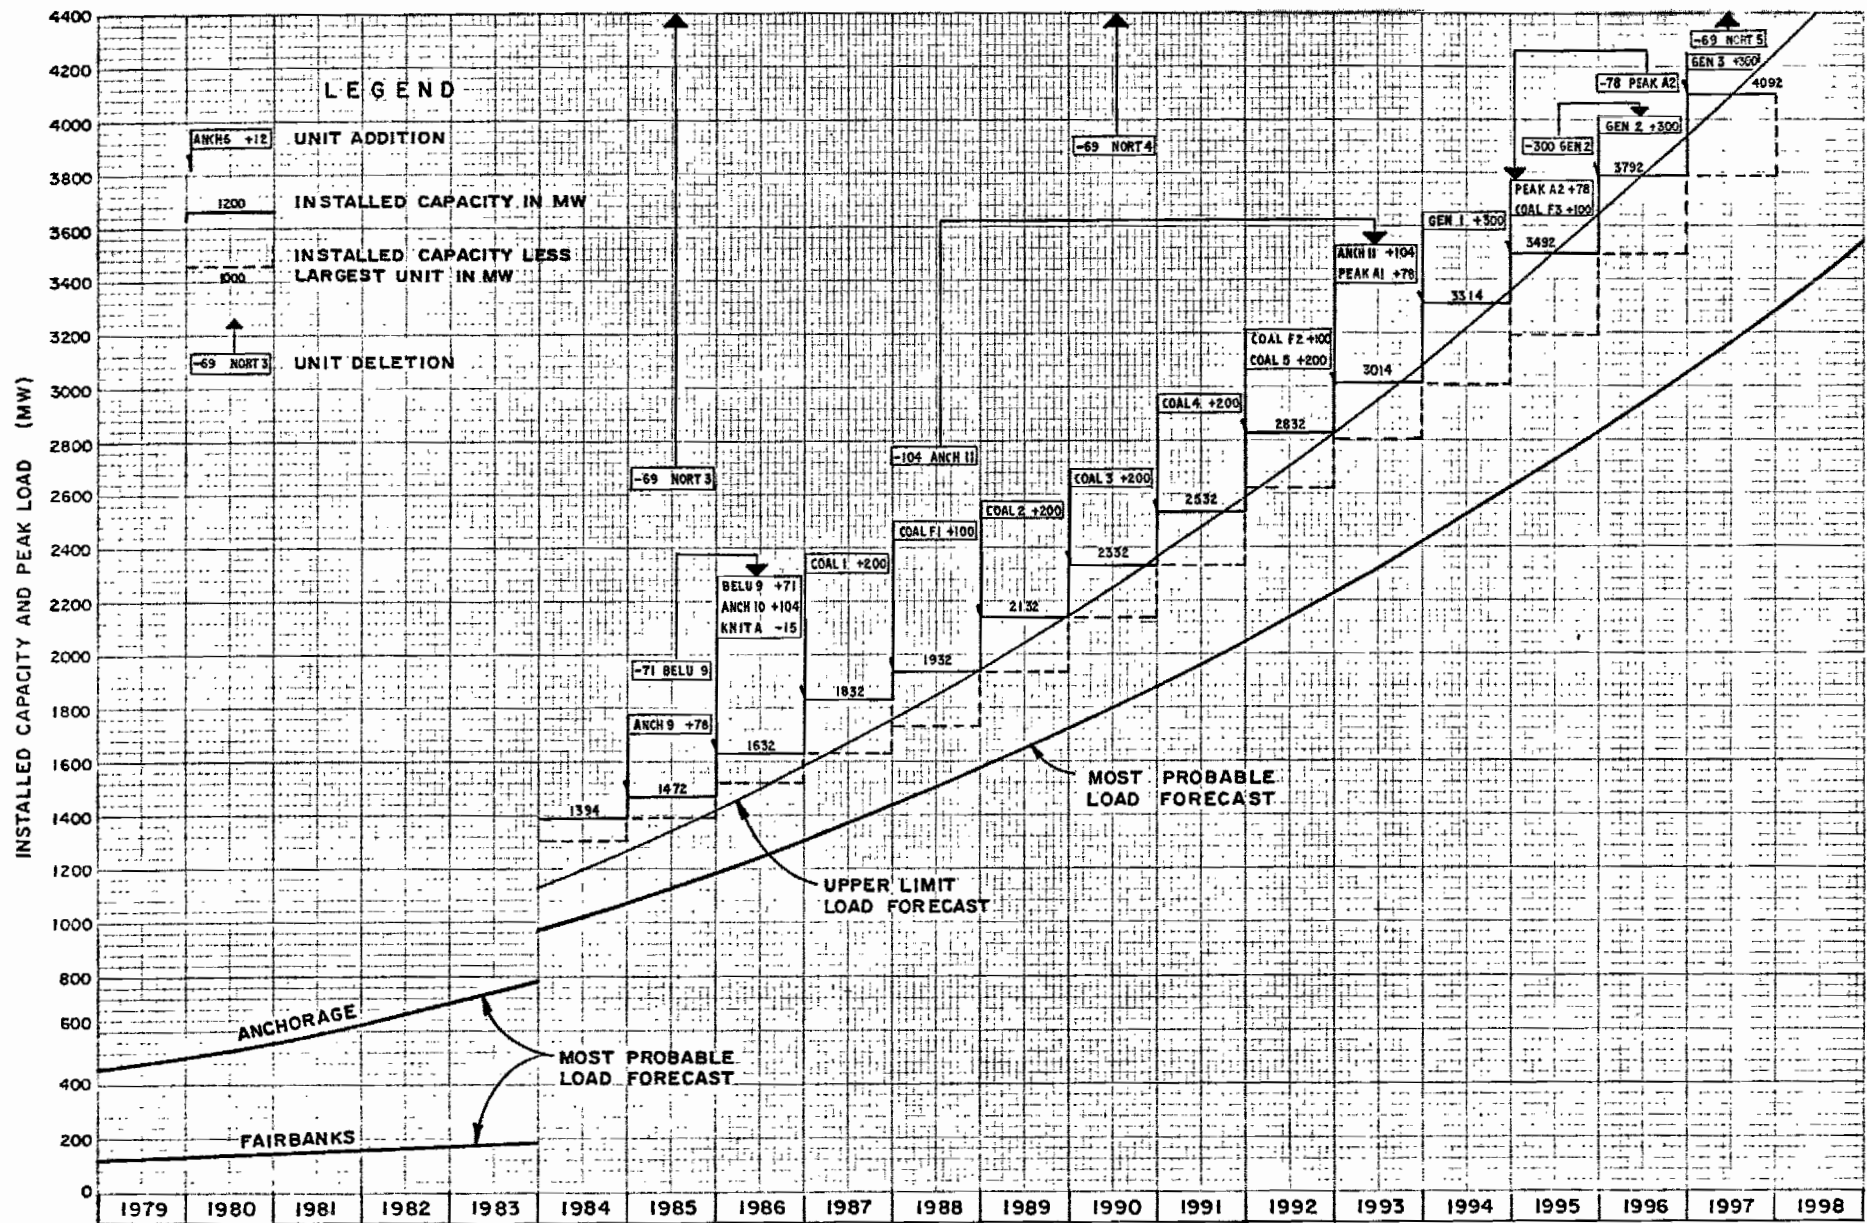 INSTALLED CAPACITY AND PEAK LOAD (MW)
4400
4200
4000
3800
3600
3400
3200
3000
2800
2600
2400
2200
2000
1800
1600
1400
1200
1000
800
600
400
200
0
LEGEND
ANCH6 +12
UNIT ADDITION
1200
INSTALLED CAPACITY IN MW
1000
INSTALLED CAPACITY LESS
LARGEST UNIT IN MW
-69 NORT 3
UNIT DELETION
ANCHORAGE
FAIRBANKS
MOST PROBABLE
LOAD FORECAST
1394
-69 NORT 3
-71 BELU 9
ANCH 9 +78
1472
BELU 9 +71
ANCH 10 +104
KNIT A -15
1632
COAL 1 +200
1832
-104 ANCH 11
COAL F1 +100
1932
COAL 2 +200
2132
-69 NORT 4
COAL 3 +200
2332
COAL 4 +200
2532
COAL F2 +100
COAL 5 +200
2832
ANCH 11 +104
PEAK A1 +78
3014
GEN 1 +300
3314
PEAK A2 +78
COAL F3 +100
3492
-300 GEN 2
GEN 2 +300
3792
-78 PEAK A2
-69 NORT 5
GEN 3 +300
4092
UPPER LIMIT
LOAD FORECAST
MOST PROBABLE
LOAD FORECAST
1979 1980 1981 1982 1983 1984 1985 1986 1987 1988 1989 1990 1991 1992 1993 1994 1995 1996 1997 1998